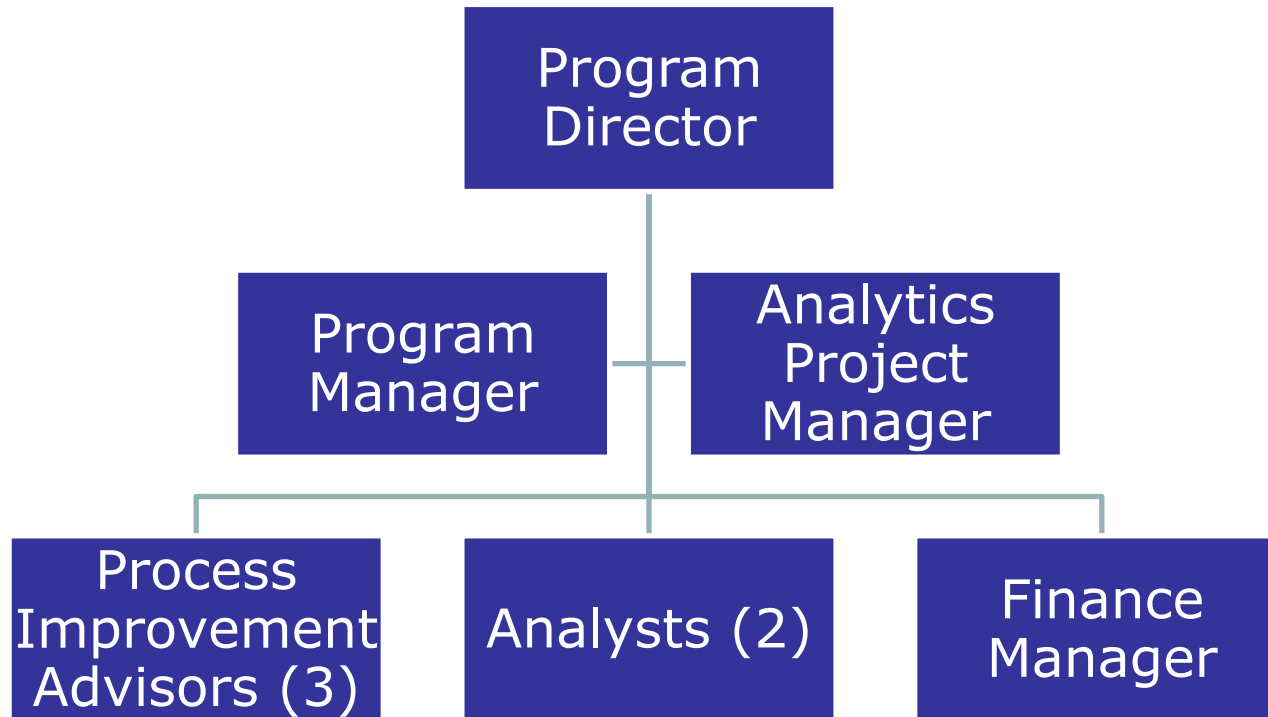 Program
Director
Program
Manager
Analytics
Project
Manager
Process
Improvement
Advisors (3)
Analysts (2)
Finance
Manager